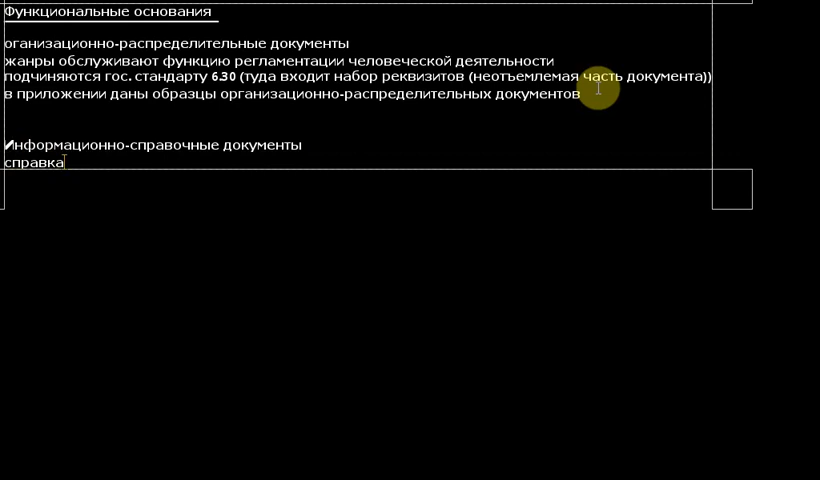 Функциональные основания
оганизационно-распределительные документы
жанры обслуживают функцию регламентации человеческой деятельности
подчиняются гос. стандарту 6.30 (туда входит набор реквизитов (неотъемлемая часть документа))
в приложении даны образцы организационно-распределительных документов
Информационно-справочные документы
справка